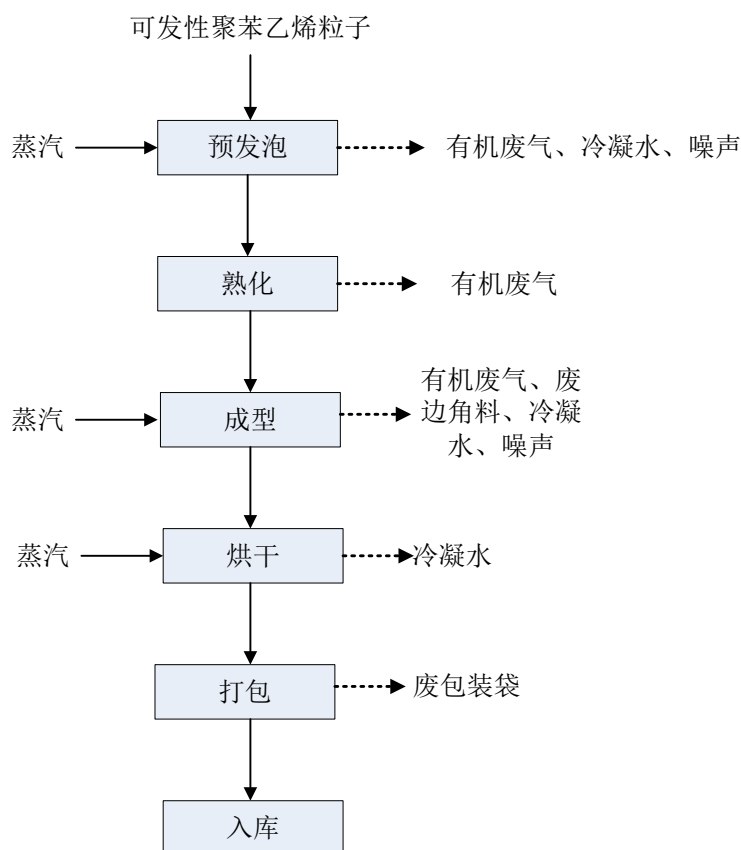 可发性聚苯乙烯粒子
蒸汽
预发泡
有机废气、冷凝水、噪声
熟化
有机废气
蒸汽
成型
有机废气、废
边角料、冷凝
水、噪声
蒸汽
烘干
冷凝水
打包
废包装袋
入库